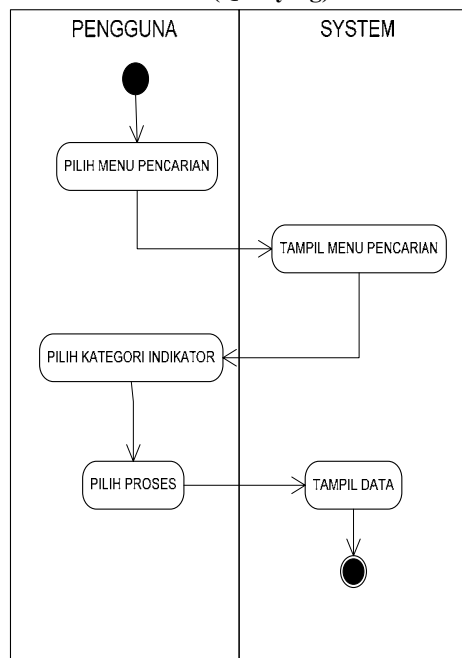 PENGGUNA
SYSTEM
PILIH MENU PENCARIAN
TAMPIL MENU PENCARIAN
PILIH KATEGORI INDIKATOR
PILIH PROSES
TAMPIL DATA